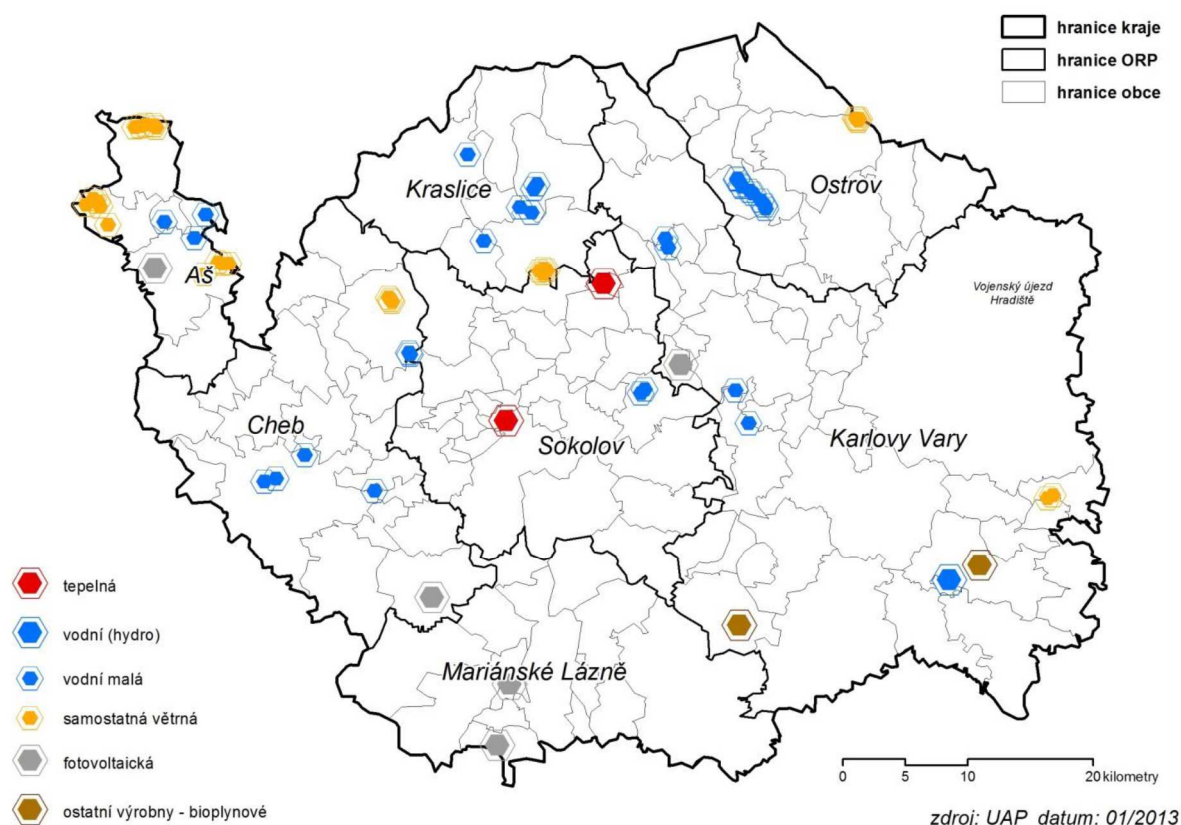 hranice kraje
hranice ORP
hranice obce
Kraslice
Ostrov
Aš
Vojenský újezd
Hradiště
Cheb
Sokolov
Karlovy Vary
Mariánské Lázně
tepelná
vodní (hydro)
vodní malá
samostatná větrná
fotovoltaická
ostatní výrobny - bioplynové
0 5 10 20 kilometry
zdroj: UAP datum: 01/2013